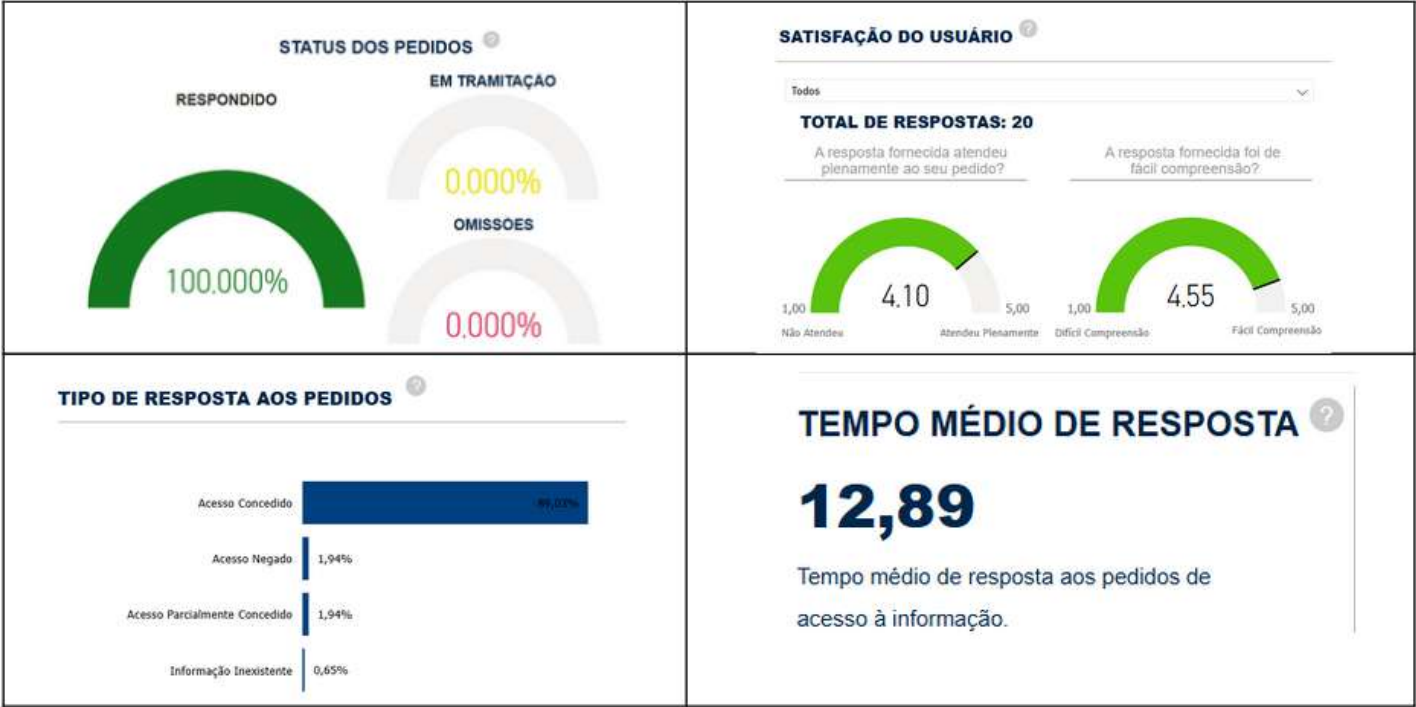 STATUS DOS PEDIDOS ?
RESPONDIDO
EM TRAMITAÇÃO
100,000%
0,000%
OMISSÕES
0,000%
SATISFAÇÃO DO USUÁRIO ?
Todos
TOTAL DE RESPOSTAS: 20
A resposta fornecida atendeu
plenamente ao seu pedido?
4,10
1,00
5,00
Não Atendeu
Atendeu Plenamente
A resposta fornecida foi de
fácil compreensão?
4,55
1,00
5,00
Difícil Compreensão
Fácil Compreensão
TIPO DE RESPOSTA AOS PEDIDOS ?
Acesso Concedido
Acesso Negado 1,94%
Acesso Parcialmente Concedido 1,94%
Informação Inexistente 0,65%
TEMPO MÉDIO DE RESPOSTA ?
12,89
Tempo médio de resposta aos pedidos de
acesso à informação.